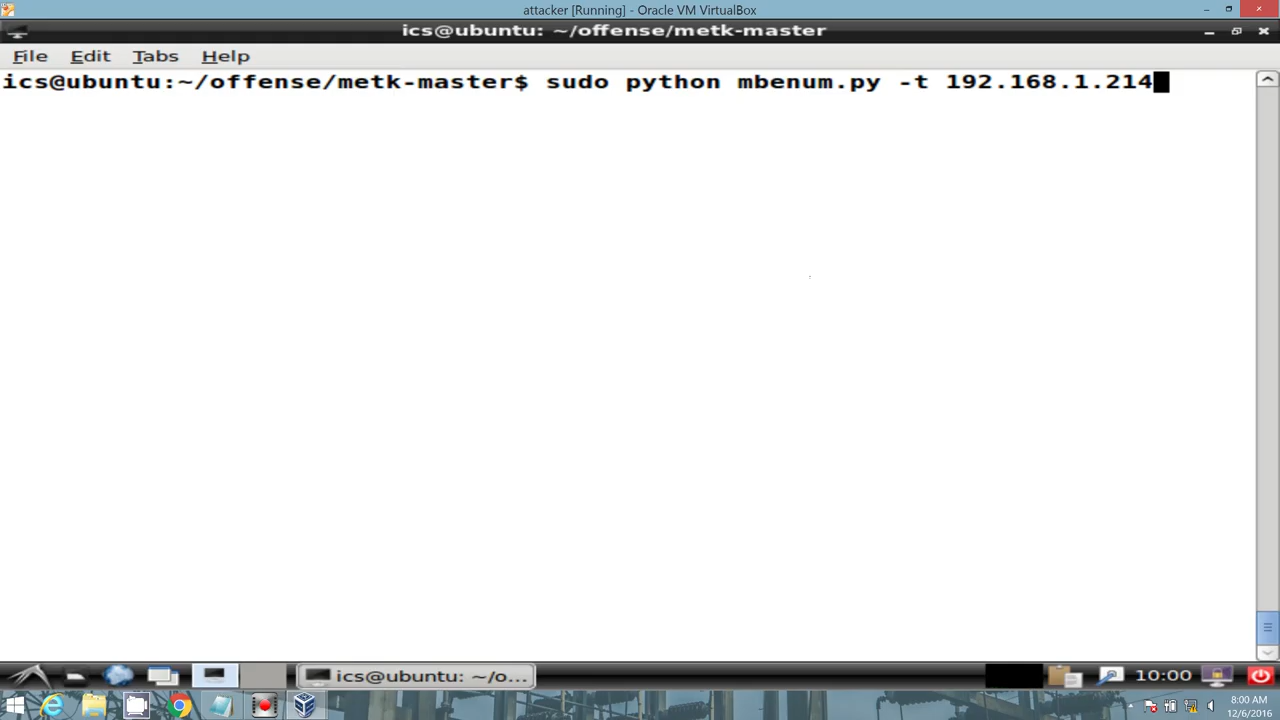 attacker [Running] - Oracle VM VirtualBox
ics@ubuntu: ~/offense/metk-master
File Edit Tabs Help
ics@ubuntu:~/offense/metk-master$ sudo python mbenum.py -t 192.168.1.214
ics@ubuntu: ~/o...
10:00
8:00 AM
12/6/2016